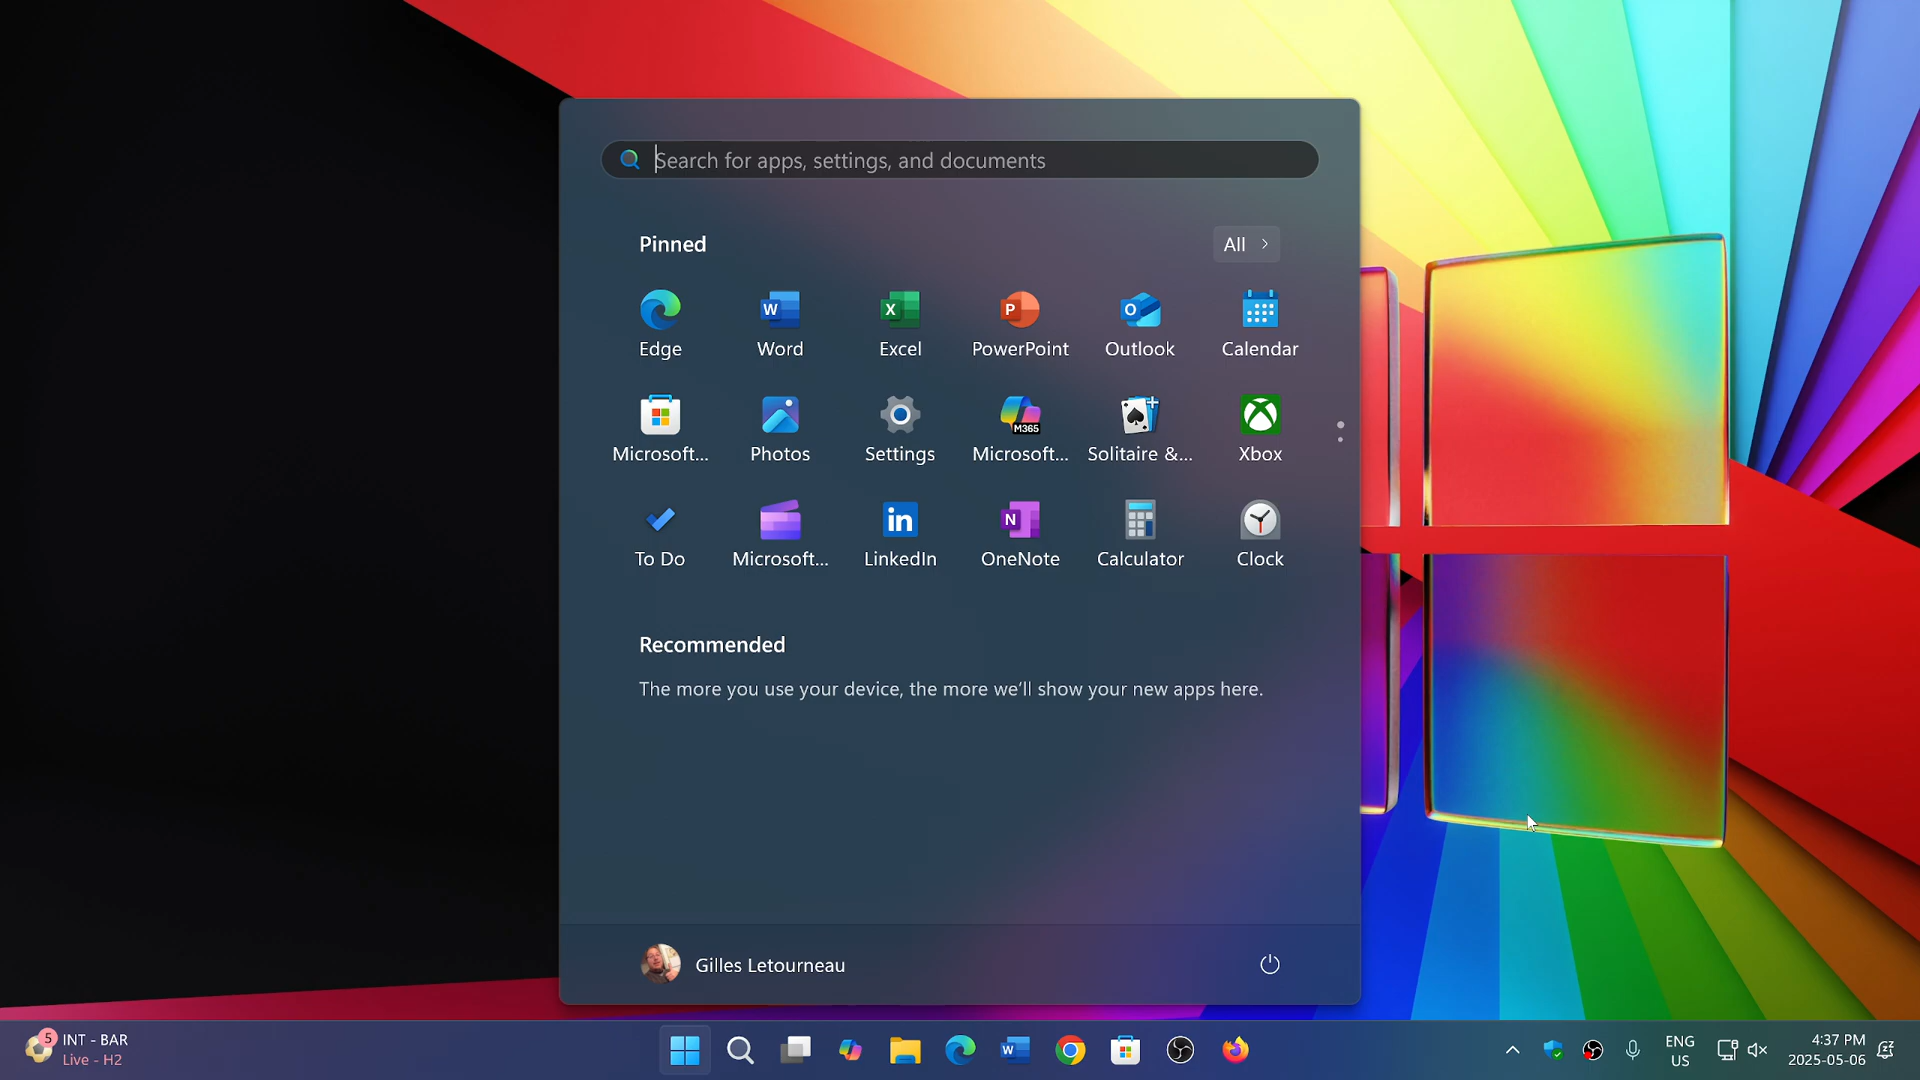 Search for apps, settings, and documents
Pinned
All
Edge
Word
Excel
PowerPoint
Outlook
Calendar
Microsoft...
Photos
Settings
Microsoft...
Solitaire &...
Xbox
M365
To Do
Microsoft...
LinkedIn
OneNote
Calculator
Clock
Recommended
The more you use your device, the more we'll show your new apps here.
Gilles Letourneau
5
INT - BAR
Live - H2
ENG
US
4:37 PM
2025-05-06